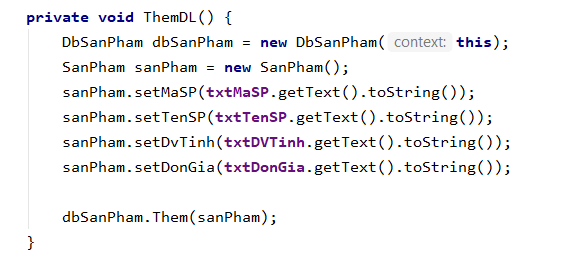 private void ThemDL() {
    DbSanPham dbSanPham = new DbSanPham( context: this);
    SanPham sanPham = new SanPham();
    sanPham.setMaSP(txtMaSP.getText().toString());
    sanPham.setTenSP(txtTenSP.getText().toString());
    sanPham.setDvTinh(txtDVTinh.getText().toString());
    sanPham.setDonGia(txtDonGia.getText().toString());

    dbSanPham.Them(sanPham);
}